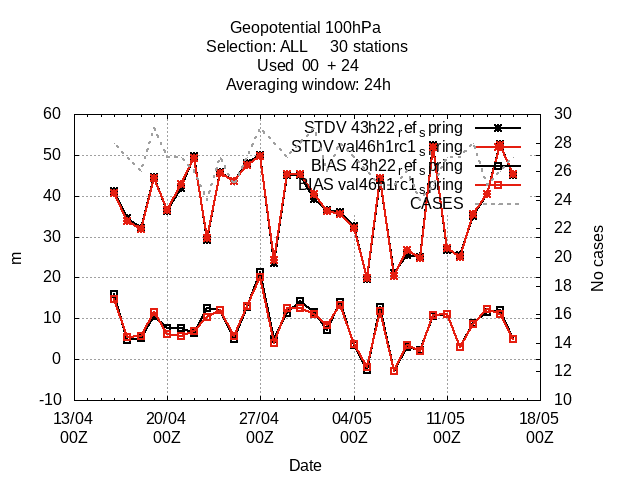 Geopotential 100hPa
Selection: ALL 30 stations
Used 00 + 24
Averaging window: 24h
STDV 43h22_ref_spring
STDV val46h1rc1_spring
BIAS 43h22_ref_spring
BIAS val46h1rc1_spring
CASES
60
50
40
30
20
10
0
-10
m
30
28
26
24
22
20
18
16
14
12
10
No cases
13/04 20/04 27/04 04/05 11/05 18/05
00Z 00Z 00Z 00Z 00Z 00Z
Date